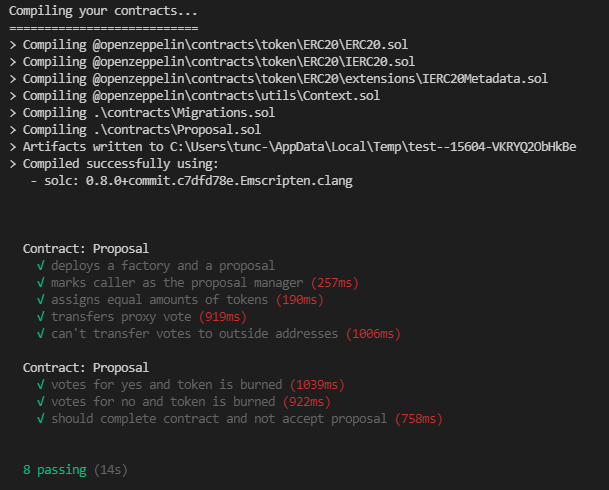 Compiling your contracts...
===========================
> Compiling @openzeppelin\contracts\token\ERC20\ERC20.sol
> Compiling @openzeppelin\contracts\token\ERC20\IERC20.sol
> Compiling @openzeppelin\contracts\token\ERC20\extensions\IERC20Metadata.sol
> Compiling @openzeppelin\contracts\utils\Context.sol
> Compiling .\contracts\Migrations.sol
> Compiling .\contracts\Proposal.sol
> Artifacts written to C:\Users\tunc-\AppData\Local\Temp\test--15604-VKRYQ2ObHkBe
> Compiled successfully using:
   - solc: 0.8.0+commit.c7dfd78e.Emscripten.clang
Contract: Proposal
√ deploys a factory and a proposal
√ marks caller as the proposal manager (257ms)
√ assigns equal amounts of tokens (190ms)
√ transfers proxy vote (919ms)
√ can't transfer votes to outside addresses (1006ms)
Contract: Proposal
√ votes for yes and token is burned (1039ms)
√ votes for no and token is burned (922ms)
√ should complete contract and not accept proposal (758ms)
8 passing (14s)